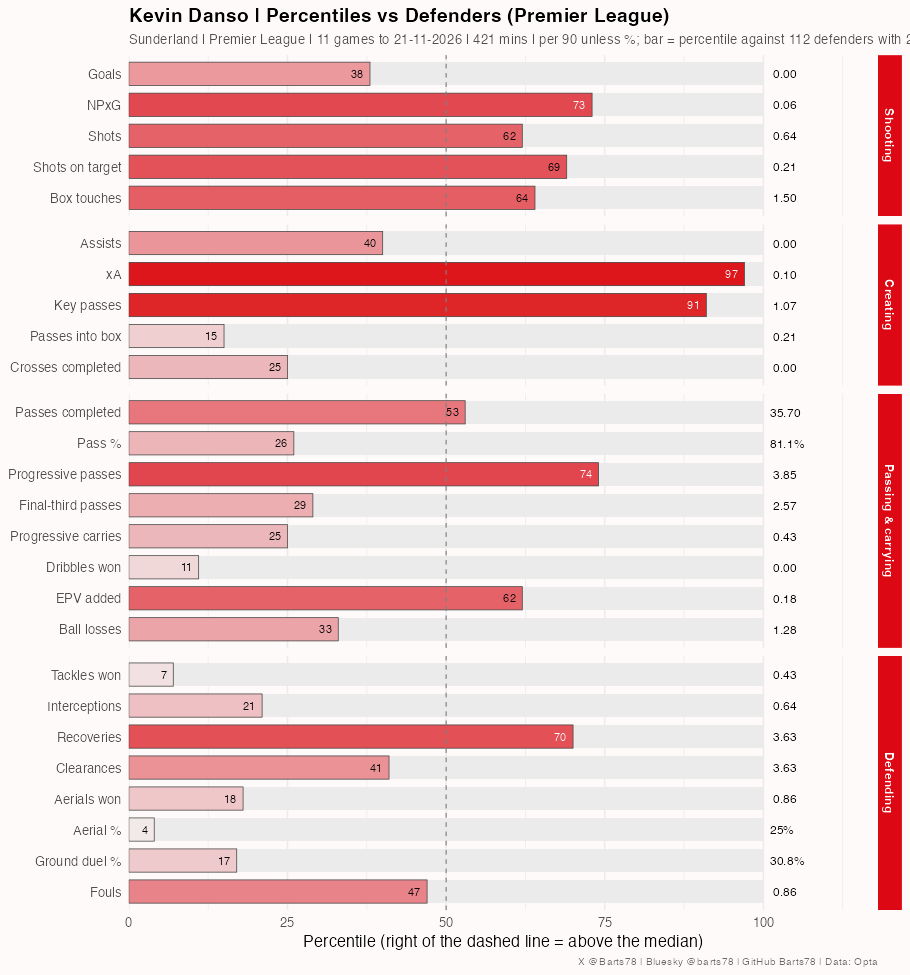 Kevin Danso | Percentiles vs Defenders (Premier League)
Sunderland | Premier League | 11 games to 21-11-2026 | 421 mins | per 90 unless %; bar = percentile against 112 defenders with 2
Goals 38 0.00
NPxG 73 0.06
Shots 62 0.64
Shots on target 69 0.21
Box touches 64 1.50
Shooting
Assists 40 0.00
xA 97 0.10
Key passes 91 1.07
Passes into box 15 0.21
Crosses completed 25 0.00
Creating
Passes completed 53 35.70
Pass % 26 81.1%
Progressive passes 74 3.85
Final-third passes 29 2.57
Progressive carries 25 0.43
Dribbles won 11 0.00
EPV added 62 0.18
Ball losses 33 1.28
Passing & carrying
Tackles won 7 0.43
Interceptions 21 0.64
Recoveries 70 3.63
Clearances 41 3.63
Aerials won 18 0.86
Aerial % 4 25%
Ground duel % 17 30.8%
Fouls 47 0.86
Defending
0 25 50 75 100
Percentile (right of the dashed line = above the median)
X @Barts78 | Bluesky @barts78 | GitHub Barts78 | Data: Opta